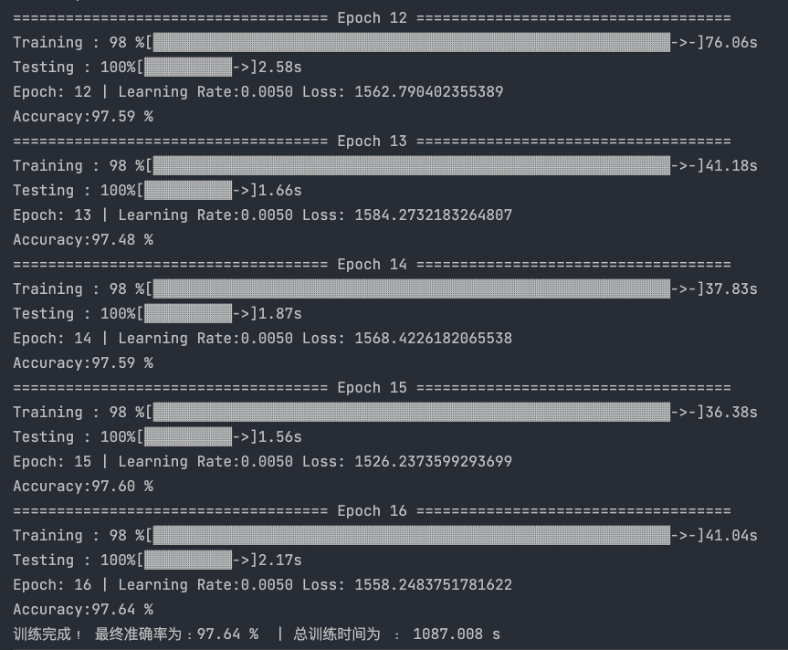 ==================================== Epoch 12 ====================================
Training : 98 %[▒▒▒▒▒▒▒▒▒▒▒▒▒▒▒▒▒▒▒▒▒▒▒▒▒▒▒▒▒▒▒▒▒▒▒▒▒▒▒▒▒▒▒▒▒▒▒▒▒▒▒▒▒▒▒▒▒▒▒->-]76.06s
Testing : 100%[▒▒▒▒▒▒▒▒▒▒->]2.58s
Epoch: 12 | Learning Rate:0.0050 Loss: 1562.790402355389
Accuracy:97.59 %
==================================== Epoch 13 ====================================
Training : 98 %[▒▒▒▒▒▒▒▒▒▒▒▒▒▒▒▒▒▒▒▒▒▒▒▒▒▒▒▒▒▒▒▒▒▒▒▒▒▒▒▒▒▒▒▒▒▒▒▒▒▒▒▒▒▒▒▒▒▒▒->-]41.18s
Testing : 100%[▒▒▒▒▒▒▒▒▒▒->]1.66s
Epoch: 13 | Learning Rate:0.0050 Loss: 1584.2732183264807
Accuracy:97.48 %
==================================== Epoch 14 ====================================
Training : 98 %[▒▒▒▒▒▒▒▒▒▒▒▒▒▒▒▒▒▒▒▒▒▒▒▒▒▒▒▒▒▒▒▒▒▒▒▒▒▒▒▒▒▒▒▒▒▒▒▒▒▒▒▒▒▒▒▒▒▒▒->-]37.83s
Testing : 100%[▒▒▒▒▒▒▒▒▒▒->]1.87s
Epoch: 14 | Learning Rate:0.0050 Loss: 1568.4226182065538
Accuracy:97.59 %
==================================== Epoch 15 ====================================
Training : 98 %[▒▒▒▒▒▒▒▒▒▒▒▒▒▒▒▒▒▒▒▒▒▒▒▒▒▒▒▒▒▒▒▒▒▒▒▒▒▒▒▒▒▒▒▒▒▒▒▒▒▒▒▒▒▒▒▒▒▒▒->-]36.38s
Testing : 100%[▒▒▒▒▒▒▒▒▒▒->]1.56s
Epoch: 15 | Learning Rate:0.0050 Loss: 1526.2373599293699
Accuracy:97.60 %
==================================== Epoch 16 ====================================
Training : 98 %[▒▒▒▒▒▒▒▒▒▒▒▒▒▒▒▒▒▒▒▒▒▒▒▒▒▒▒▒▒▒▒▒▒▒▒▒▒▒▒▒▒▒▒▒▒▒▒▒▒▒▒▒▒▒▒▒▒▒▒->-]41.04s
Testing : 100%[▒▒▒▒▒▒▒▒▒▒->]2.17s
Epoch: 16 | Learning Rate:0.0050 Loss: 1558.2483751781622
Accuracy:97.64 %
训练完成！ 最终准确率为：97.64 % | 总训练时间为 ： 1087.008 s